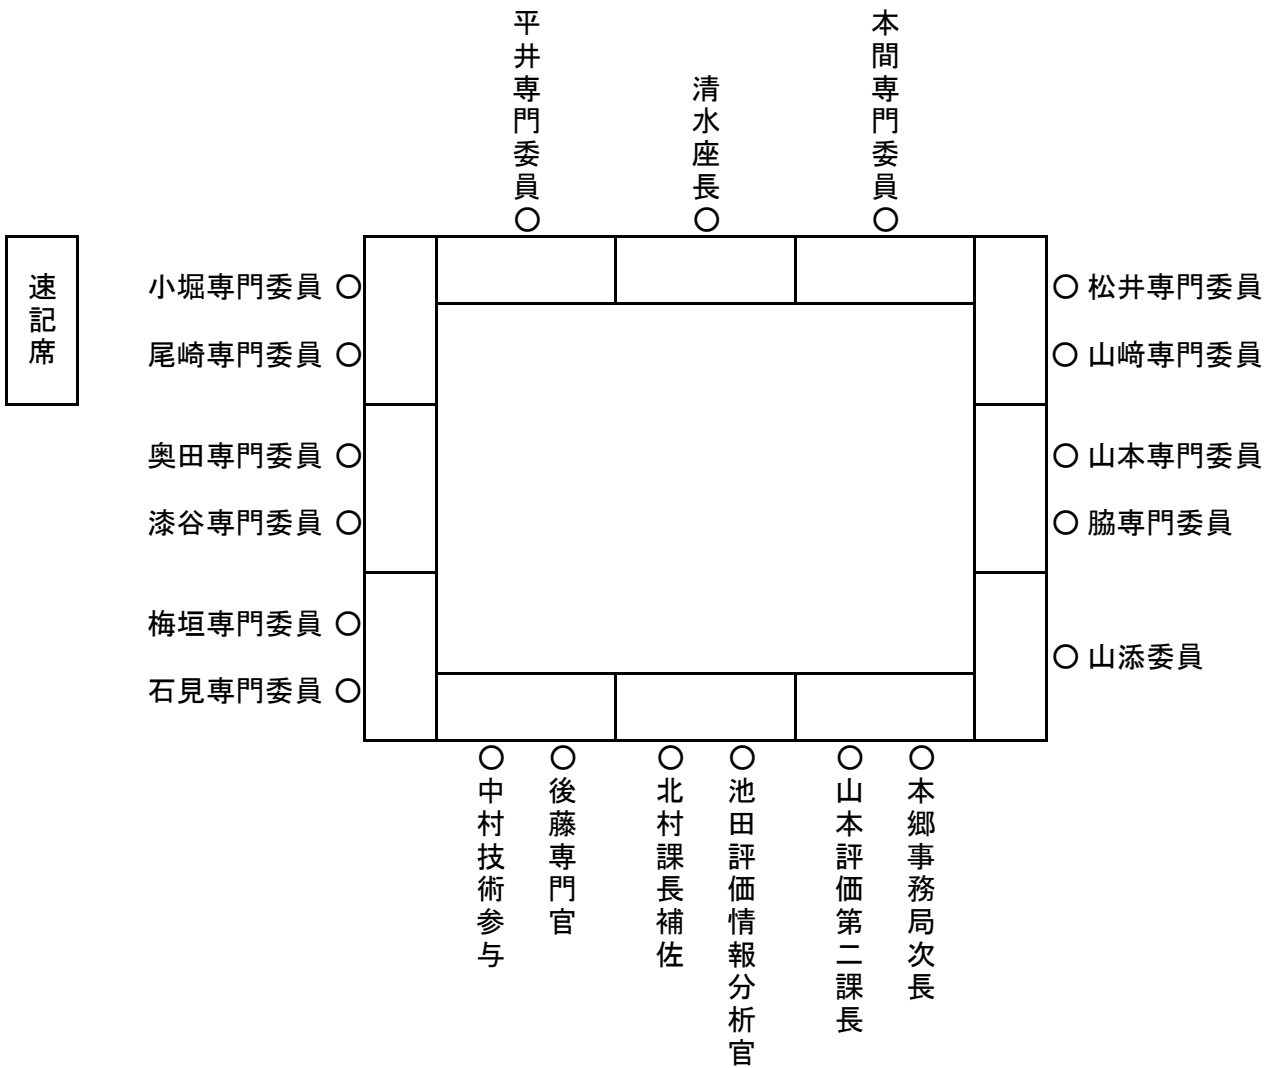 平井専門委員
清水座長
本間専門委員
速記席
小堀専門委員
尾崎専門委員
奥田専門委員
漆谷専門委員
梅垣専門委員
石見専門委員
松井専門委員
山﨑専門委員
山本専門委員
脇専門委員
山添委員
中村技術参与
後藤専門官
北村課長補佐
池田評価情報分析官
山本評価第二課長
本郷事務局次長